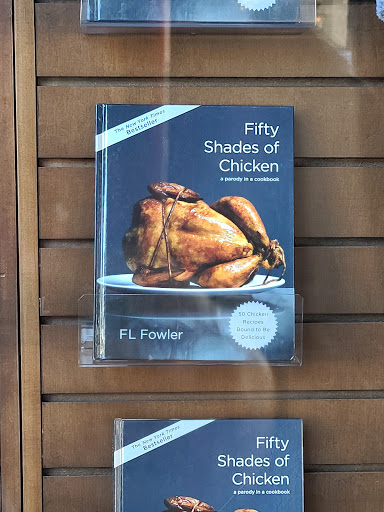 The New York Times
Bestseller
Fifty
Shades of
Chicken
a parody in a cookbook
FL Fowler
50 Chicken
Recipes
Bound to Be
Delicious
The New York Times
Bestseller
Fifty
Shades of
Chicken
a parody in a cookbook